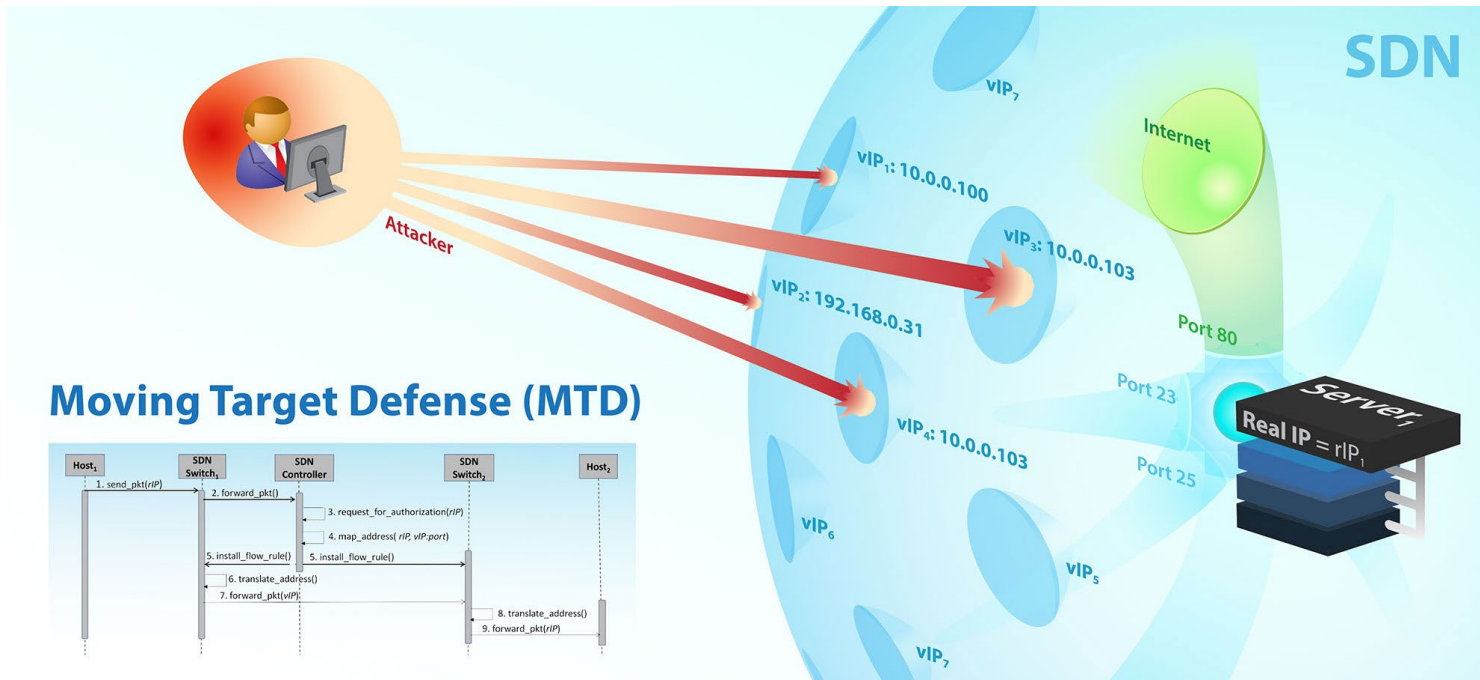 SDN
vIP₇
Internet
vIP₁: 10.0.0.100
Attacker
vIP₃: 10.0.0.103
vIP₂: 192.168.0.31
Port 80
Moving Target Defense (MTD)
Port 23
Server₁
Real IP = rIP₁
vIP₄: 10.0.0.103
Port 25
vIP₆
vIP₅
vIP₇
Host₁
SDN
Switch₁
SDN
Controller
SDN
Switch₂
Host₂
1. send_pkt(rIP)
2. forward_pkt()
3. request_for_authorization(rIP)
4. map_address( rIP, vIP:port)
5. install_flow_rule()
5. install_flow_rule()
6. translate_address()
7. forward_pkt(vIP)
8. translate_address()
9. forward_pkt(rIP)